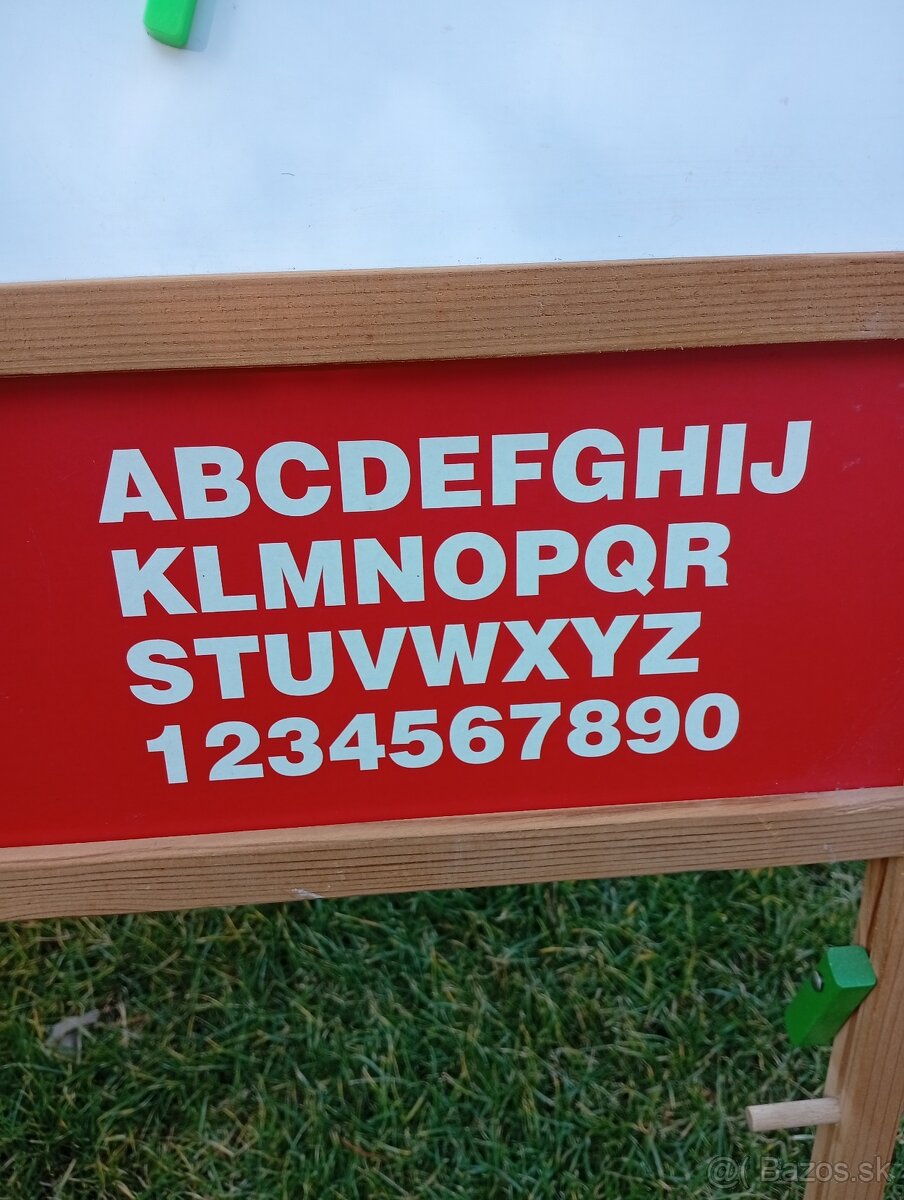 ABCDEFGHIJ
KLMNOPQR
STUVWXYZ
1234567890
@( Bazos.sk